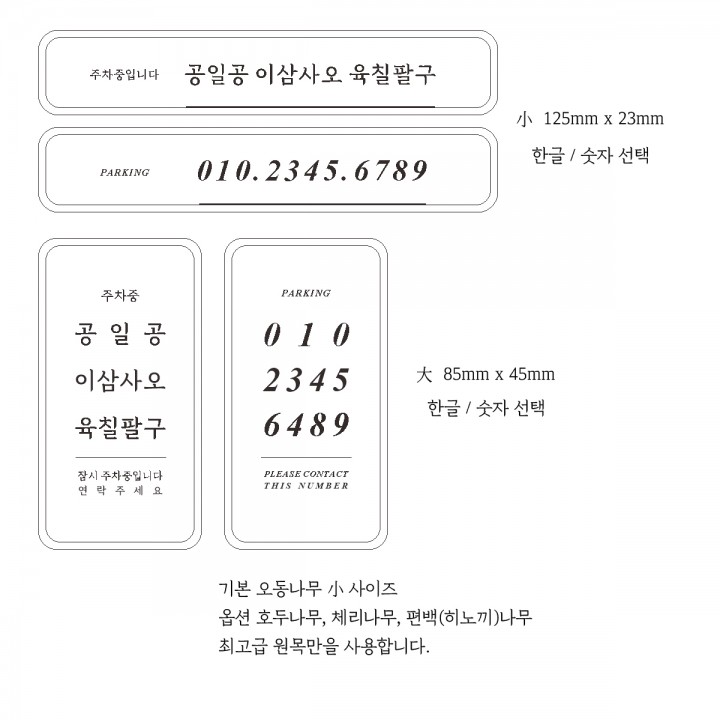 주차중입니다 공일공 이삼사오 육칠팔구
小 125mm x 23mm
한글 / 숫자 선택
PARKING 010.2345.6789
주차중
공 일 공
이삼사오
육칠팔구
잠시 주차중입니다
연 락 주 세 요
PARKING
0 1 0
2345
6489
PLEASE CONTACT
THIS NUMBER
大 85mm x 45mm
한글 / 숫자 선택
기본 오동나무 小 사이즈
옵션 호두나무, 체리나무, 편백(히노끼)나무
최고급 원목만을 사용합니다.